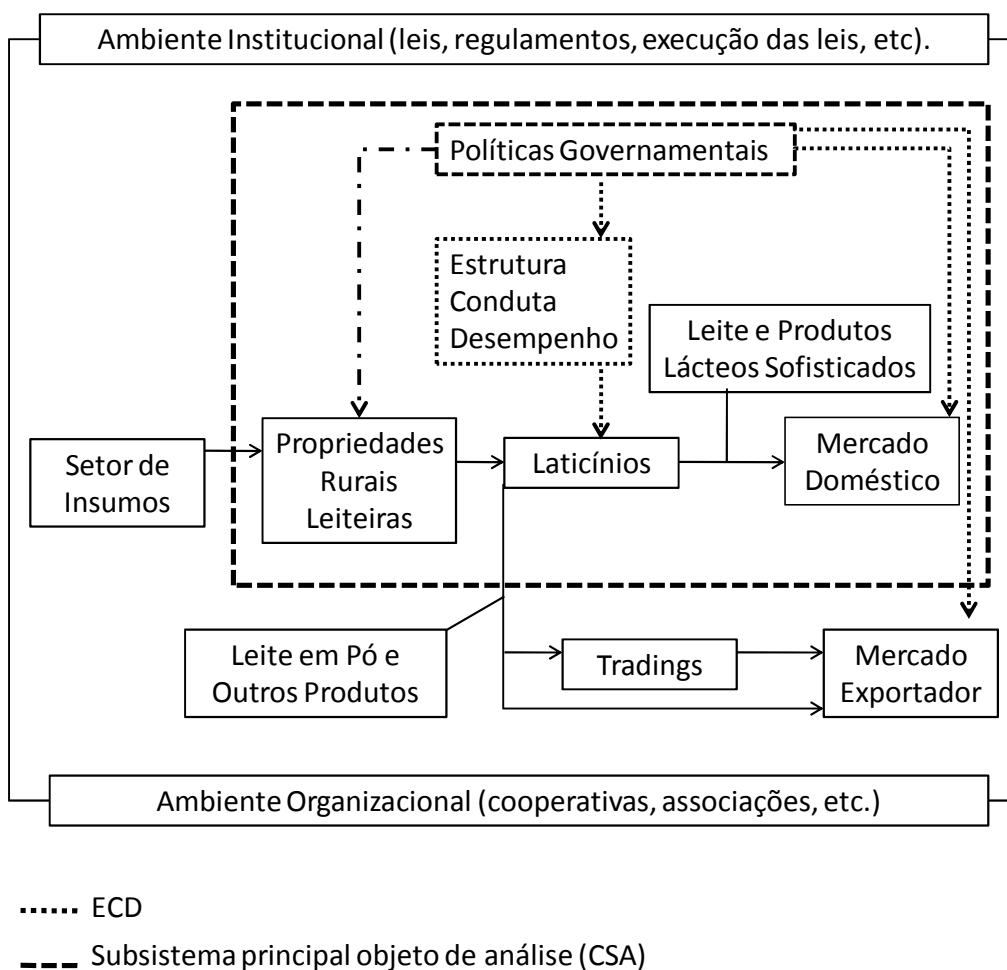 Ambiente Institucional (leis, regulamentos, execução das leis, etc).
Políticas Governamentais
Estrutura
Conduta
Desempenho
Leite e Produtos
Lácteos Sofisticados
Setor de
Insumos
Propriedades
Rurais
Leiteiras
Laticínios
Mercado
Doméstico
Leite em Pó e
Outros Produtos
Tradings
Mercado
Exportador
Ambiente Organizacional (cooperativas, associações, etc.)
ECD
Subsistema principal objeto de análise (CSA)